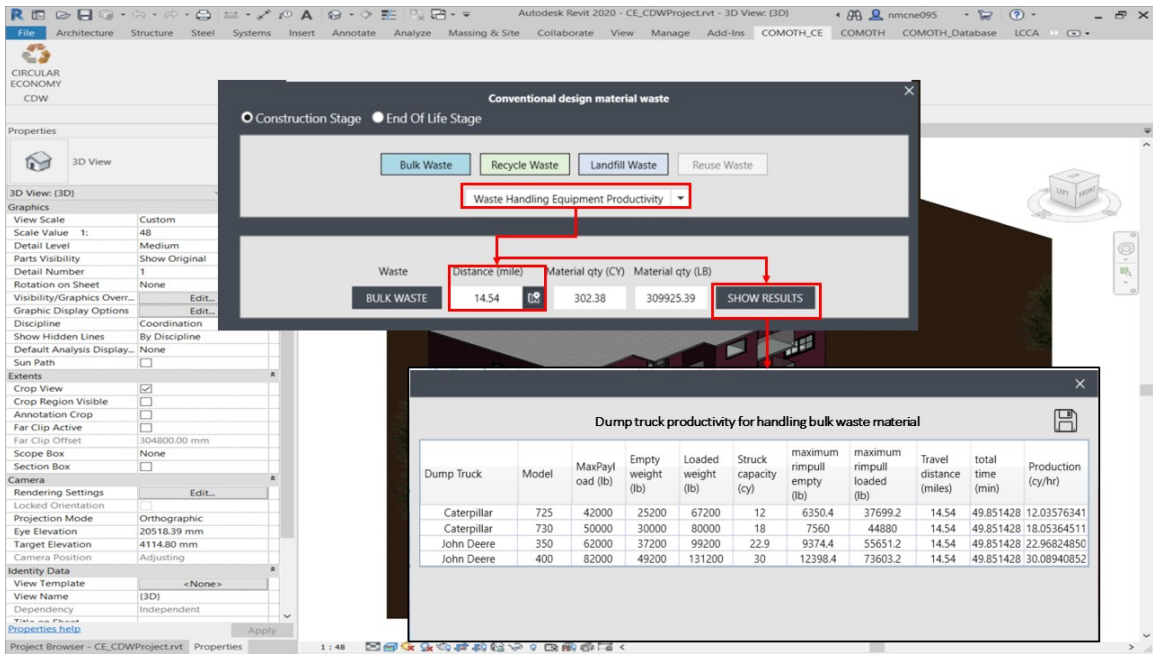 Autodesk Revit 2020 - CE_CDWProject.rvt - 3D View: {3D}
nmcne095
File Architecture Structure Steel Systems Insert Annotate Analyze Massing & Site Collaborate View Manage Add-Ins COMOTH_CE COMOTH COMOTH_Database LCCA
CIRCULAR
ECONOMY
CDW
Conventional design material waste
Construction Stage End Of Life Stage
Bulk Waste Recycle Waste Landfill Waste Reuse Waste
Waste Handling Equipment Productivity
Waste Distance (mile) Material qty (CY) Material qty (LB)
BULK WASTE 14.54 302.38 309925.39 SHOW RESULTS
LEFT FRONT
Properties
3D View
3D View: {3D}
Graphics
View Scale Custom
Scale Value 1: 48
Detail Level Medium
Parts Visibility Show Original
Detail Number 1
Rotation on Sheet None
Visibility/Graphics Overr... Edit...
Graphic Display Options Edit...
Discipline Coordination
Show Hidden Lines By Discipline
Default Analysis Display... None
Sun Path
Extents
Crop View
Crop Region Visible
Annotation Crop
Far Clip Active
Far Clip Offset 304800.00 mm
Scope Box None
Section Box
Camera
Rendering Settings Edit...
Locked Orientation
Projection Mode Orthographic
Eye Elevation 20518.39 mm
Target Elevation 4114.80 mm
Camera Position Adjusting
Identity Data
View Template <None>
View Name {3D}
Dependency Independent
Title on Sheet
Properties help Apply
Project Browser - CE_CDWProject.rvt Properties
1 : 48
Dump truck productivity for handling bulk waste material
Dump Truck Model MaxPayl oad (lb) Empty weight (lb) Loaded weight (lb) Struck capacity (cy) maximum rimpull empty (lb) maximum rimpull loaded (lb) Travel distance (miles) total time (min) Production (cy/hr)
Caterpillar 725 42000 25200 67200 12 6350.4 37699.2 14.54 49.851428 12.03576341
Caterpillar 730 50000 30000 80000 18 7560 44880 14.54 49.851428 18.05364511
John Deere 350 62000 37200 99200 22.9 9374.4 55651.2 14.54 49.851428 22.96824850
John Deere 400 82000 49200 131200 30 12398.4 73603.2 14.54 49.851428 30.08940852